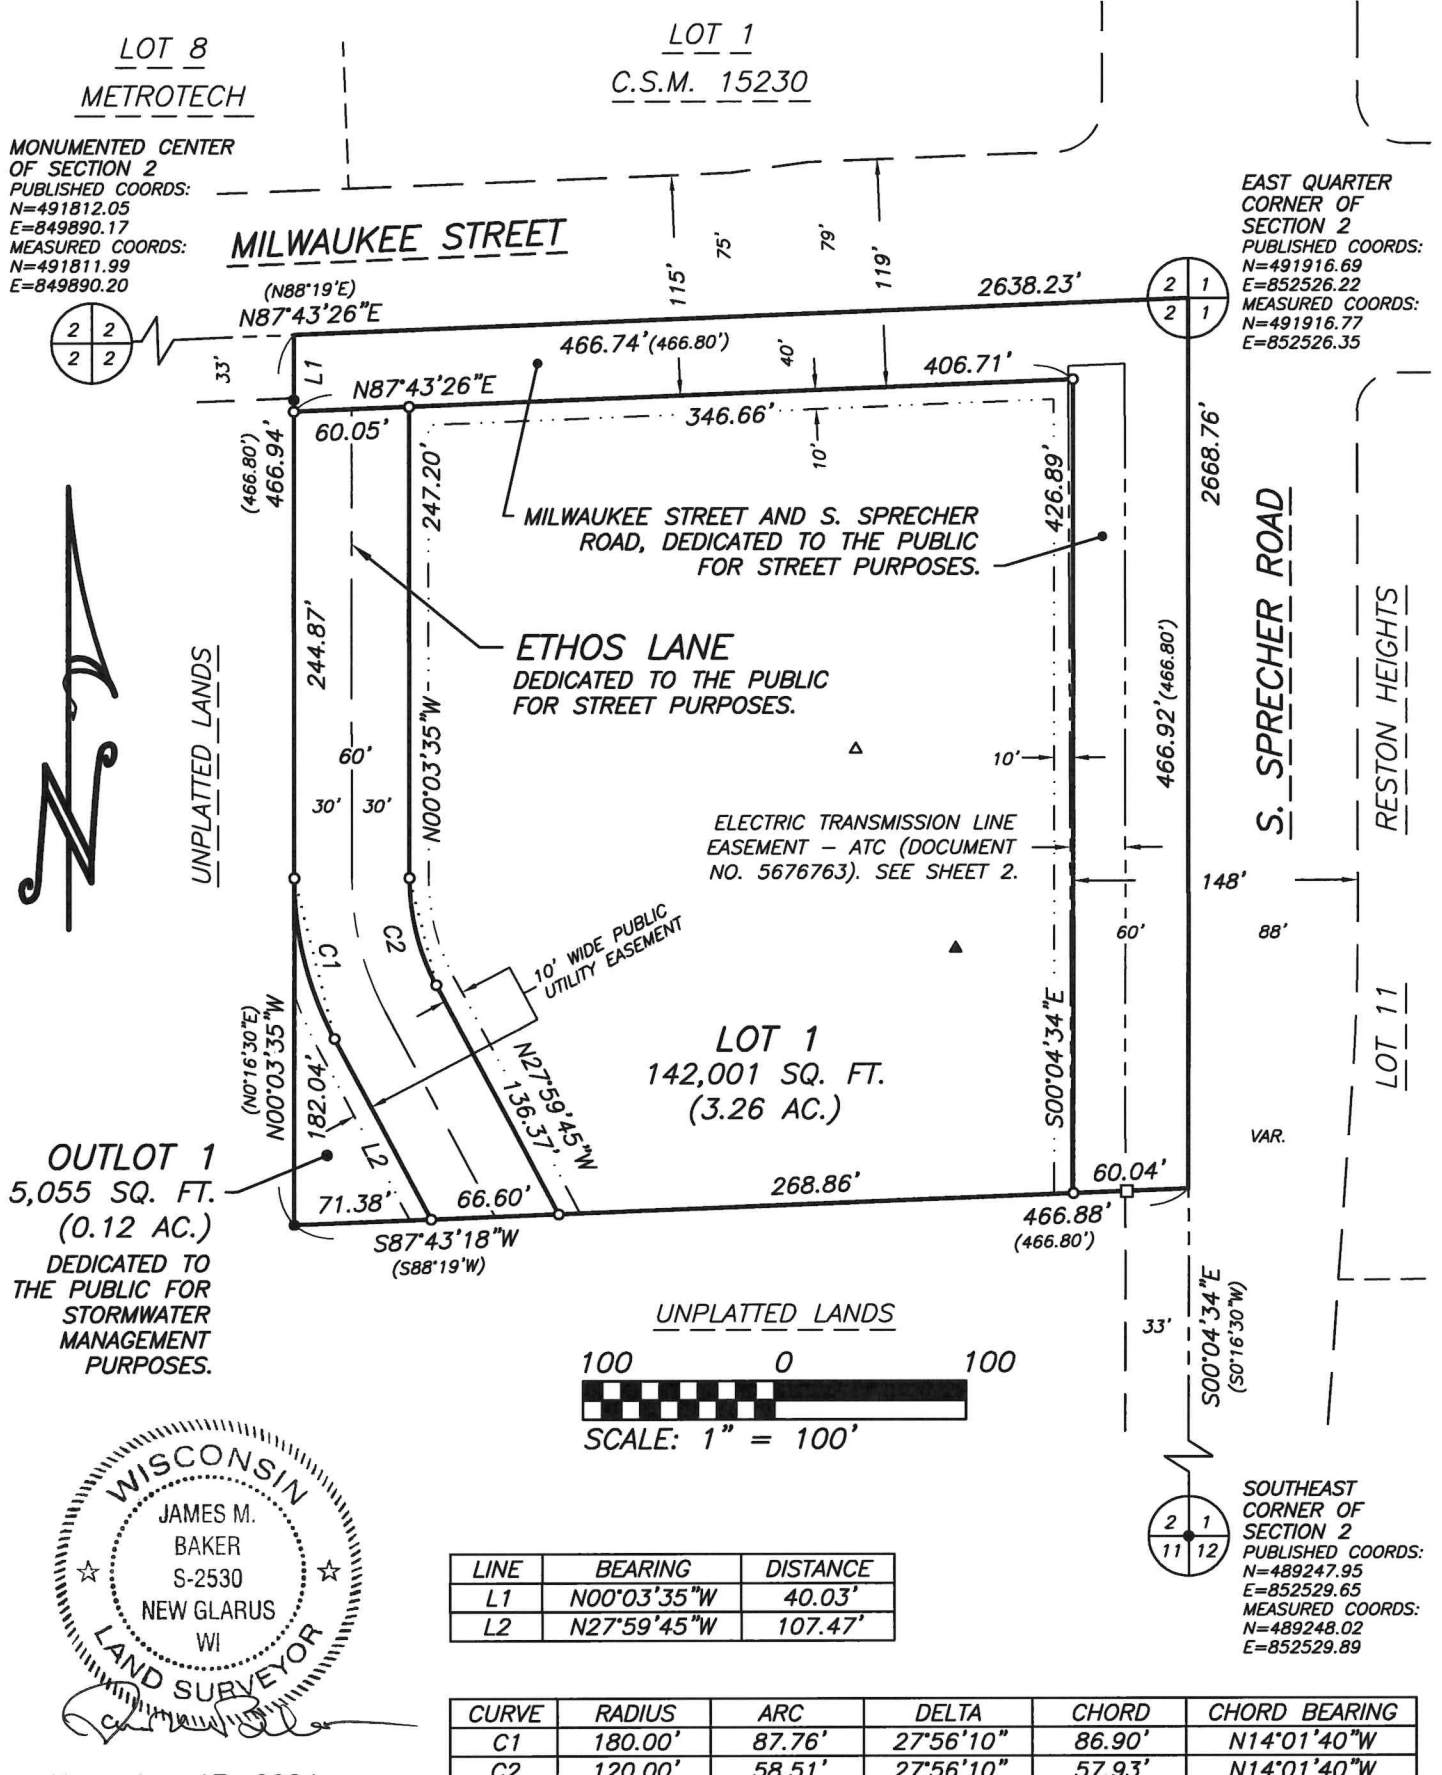 LOT 8
METROTECH
LOT 1
C.S.M. 15230
MONUMENTED CENTER
OF SECTION 2
PUBLISHED COORDS:
N=491812.05
E=849890.17
MEASURED COORDS:
N=491811.99
E=849890.20
MILWAUKEE STREET
EAST QUARTER
CORNER OF
SECTION 2
PUBLISHED COORDS:
N=491916.69
E=852526.22
MEASURED COORDS:
N=491916.77
E=852526.35
115'
75'
79'
119'
(N88°19'E)
N87°43'26"E
2638.23'
2 2
2 2
2 1
2 1
33'
L1
466.74'(466.80')
40'
406.71'
N87°43'26"E
60.05'
346.66'
10'
(466.80')
466.94'
247.20'
426.89'
2668.76'
MILWAUKEE STREET AND S. SPRECHER
ROAD, DEDICATED TO THE PUBLIC
FOR STREET PURPOSES.
ETHOS LANE
DEDICATED TO THE PUBLIC
FOR STREET PURPOSES.
244.87'
UNPLATTED LANDS
N00°03'35"W
60'
30' 30'
10'
466.92'(466.80')
S. SPRECHER ROAD
RESTON HEIGHTS
ELECTRIC TRANSMISSION LINE
EASEMENT – ATC (DOCUMENT
NO. 5676763). SEE SHEET 2.
148'
60'
88'
C1
C2
10' WIDE PUBLIC
UTILITY EASEMENT
(N0°16'30"E)
N00°03'35"W
182.04'
L2
N27°59'45"W
136.37'
LOT 1
142,001 SQ. FT.
(3.26 AC.)
S00°04'34"E
LOT 11
VAR.
OUTLOT 1
5,055 SQ. FT.
(0.12 AC.)
DEDICATED TO
THE PUBLIC FOR
STORMWATER
MANAGEMENT
PURPOSES.
71.38'
66.60'
268.86'
60.04'
S87°43'18"W
(S88°19'W)
466.88'
(466.80')
UNPLATTED LANDS
33'
S00°04'34"E
(S0°16'30"W)
100 0 100
SCALE: 1" = 100'
WISCONSIN
JAMES M.
BAKER
S-2530
NEW GLARUS
WI
LAND SURVEYOR
2 1
11 12
SOUTHEAST
CORNER OF
SECTION 2
PUBLISHED COORDS:
N=489247.95
E=852529.65
MEASURED COORDS:
N=489248.02
E=852529.89
LINE BEARING DISTANCE
L1 N00°03'35"W 40.03'
L2 N27°59'45"W 107.47'
CURVE RADIUS ARC DELTA CHORD CHORD BEARING
C1 180.00' 87.76' 27°56'10" 86.90' N14°01'40"W
C2 120.00' 58.51' 27°56'10" 57.93' N14°01'40"W